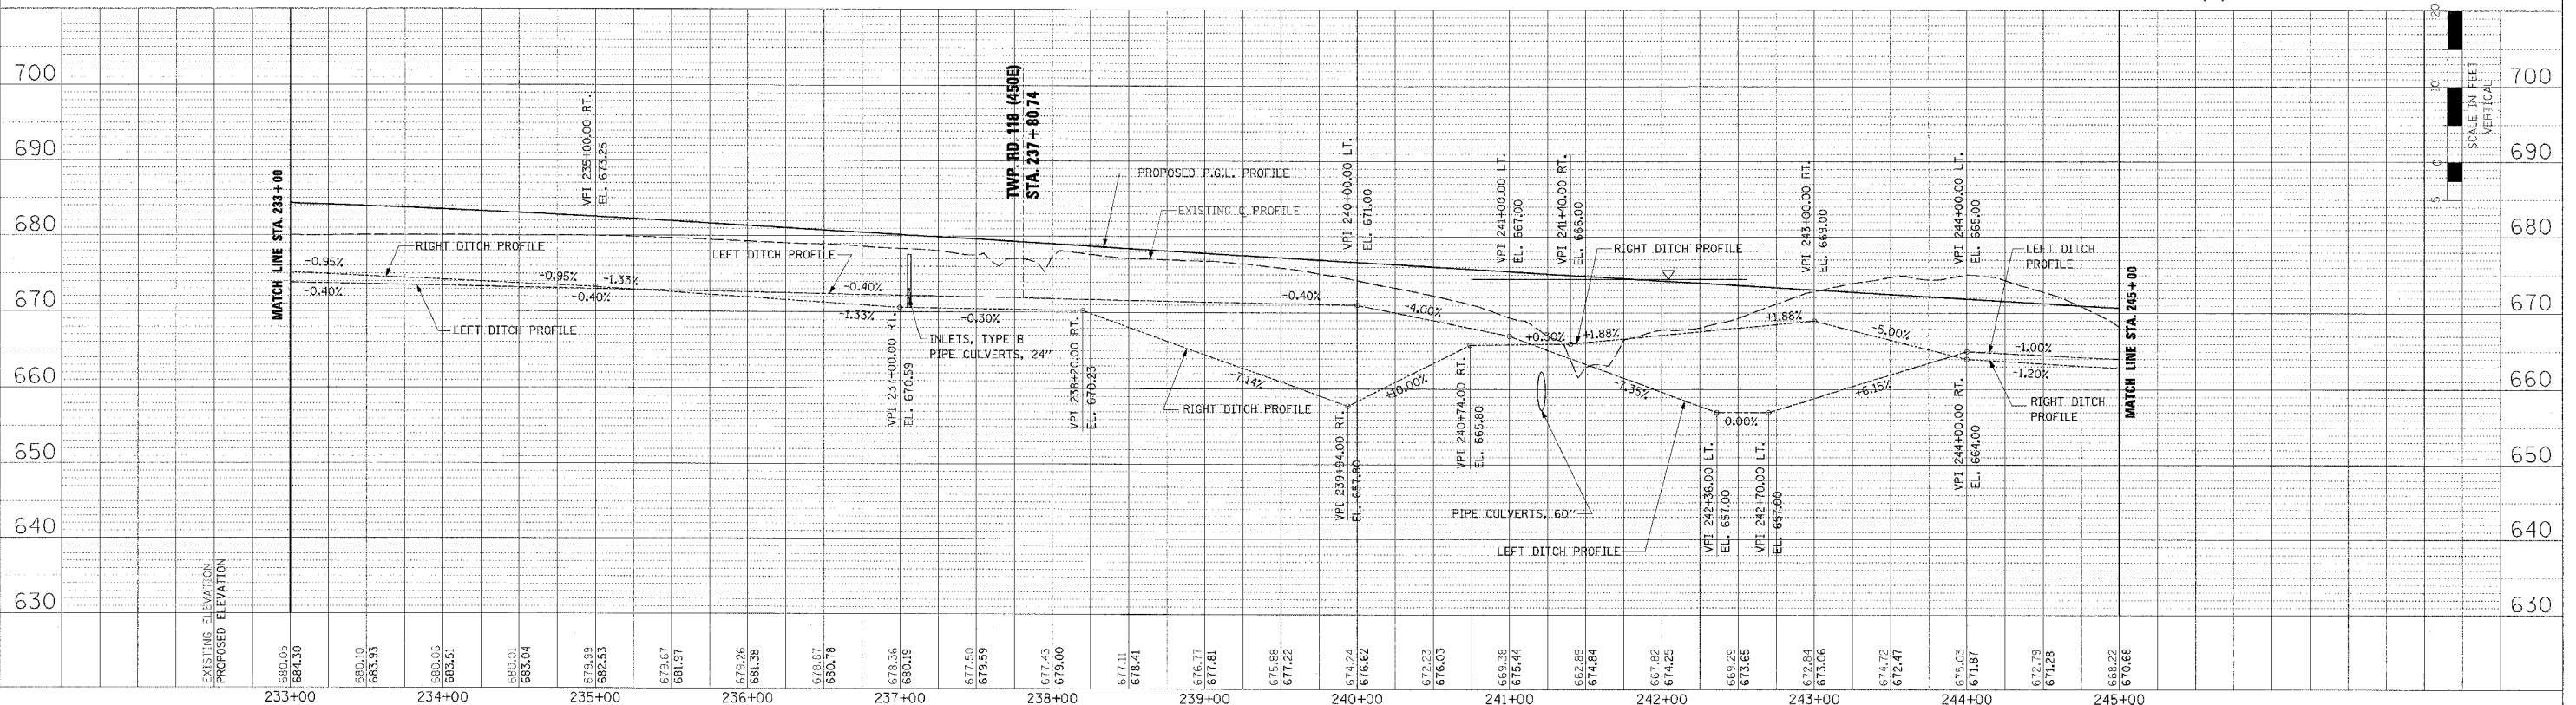 20
10
0
5
SCALE IN FEET
VERTICAL
700
690
680
670
660
650
640
630
700
690
680
670
660
650
640
630
MATCH LINE STA. 233+00
VPI 235+00.00 RT.
EL. 673.25
TWP. RD. 118 (450E)
STA. 237+80.74
PROPOSED P.G.L. PROFILE
EXISTING ℄ PROFILE
VPI 240+00.00 LT.
EL. 671.00
VPI 241+00.00 LT.
EL. 667.00
VPI 241+40.00 RT.
EL. 666.00
VPI 243+00.00 RT.
EL. 669.00
VPI 244+00.00 LT.
EL. 665.00
RIGHT DITCH PROFILE
LEFT DITCH PROFILE
RIGHT DITCH PROFILE
LEFT DITCH
PROFILE
-0.95%
-0.95%
-1.33%
-0.40%
-0.40%
-0.40%
-0.40%
-1.33%
-0.30%
-4.00%
+0.30%
+1.88%
+1.88%
-5.00%
-1.00%
-1.20%
LEFT DITCH PROFILE
INLETS, TYPE B
PIPE CULVERTS, 24"
VPI 237+00.00 RT.
EL. 670.59
VPI 238+20.00 RT.
EL. 670.23
-7.14%
RIGHT DITCH PROFILE
+10.00%
-7.35%
0.00%
+6.15%
RIGHT DITCH
PROFILE
MATCH LINE STA. 245+00
VPI 239+94.00 RT.
EL. 657.80
VPI 240+74.00 RT.
EL. 665.80
PIPE CULVERTS, 60"
LEFT DITCH PROFILE
VPI 242+36.00 LT.
EL. 657.00
VPI 242+70.00 LT.
EL. 657.00
VPI 244+00.00 RT.
EL. 664.00
EXISTING ELEVATION
PROPOSED ELEVATION
680.05
684.30
680.10
683.93
680.06
683.51
680.01
683.04
679.99
682.53
679.67
681.97
679.26
681.38
678.87
680.78
678.36
680.19
677.50
679.59
677.43
679.00
677.11
678.41
676.77
677.81
675.88
677.22
674.24
676.62
672.23
676.03
669.38
675.44
662.89
674.84
667.82
674.25
669.29
673.65
672.84
673.06
674.72
672.47
675.03
671.87
672.79
671.28
668.22
670.68
233+00
234+00
235+00
236+00
237+00
238+00
239+00
240+00
241+00
242+00
243+00
244+00
245+00